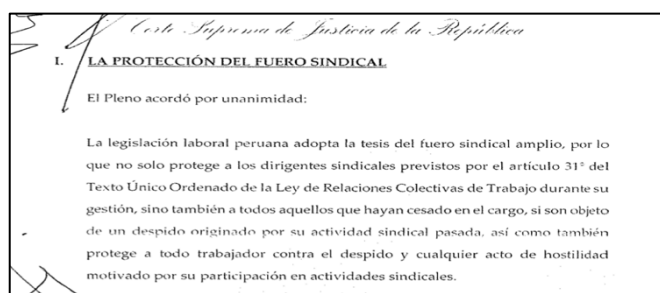 Corte Suprema de Justicia de la República
I. LA PROTECCIÓN DEL FUERO SINDICAL
El Pleno acordó por unanimidad:
La legislación laboral peruana adopta la tesis del fuero sindical amplio, por lo
que no solo protege a los dirigentes sindicales previstos por el artículo 31° del
Texto Único Ordenado de la Ley de Relaciones Colectivas de Trabajo durante su
gestión, sino también a todos aquellos que hayan cesado en el cargo, si son objeto
de un despido originado por su actividad sindical pasada, así como también
protege a todo trabajador contra el despido y cualquier acto de hostilidad
motivado por su participación en actividades sindicales.